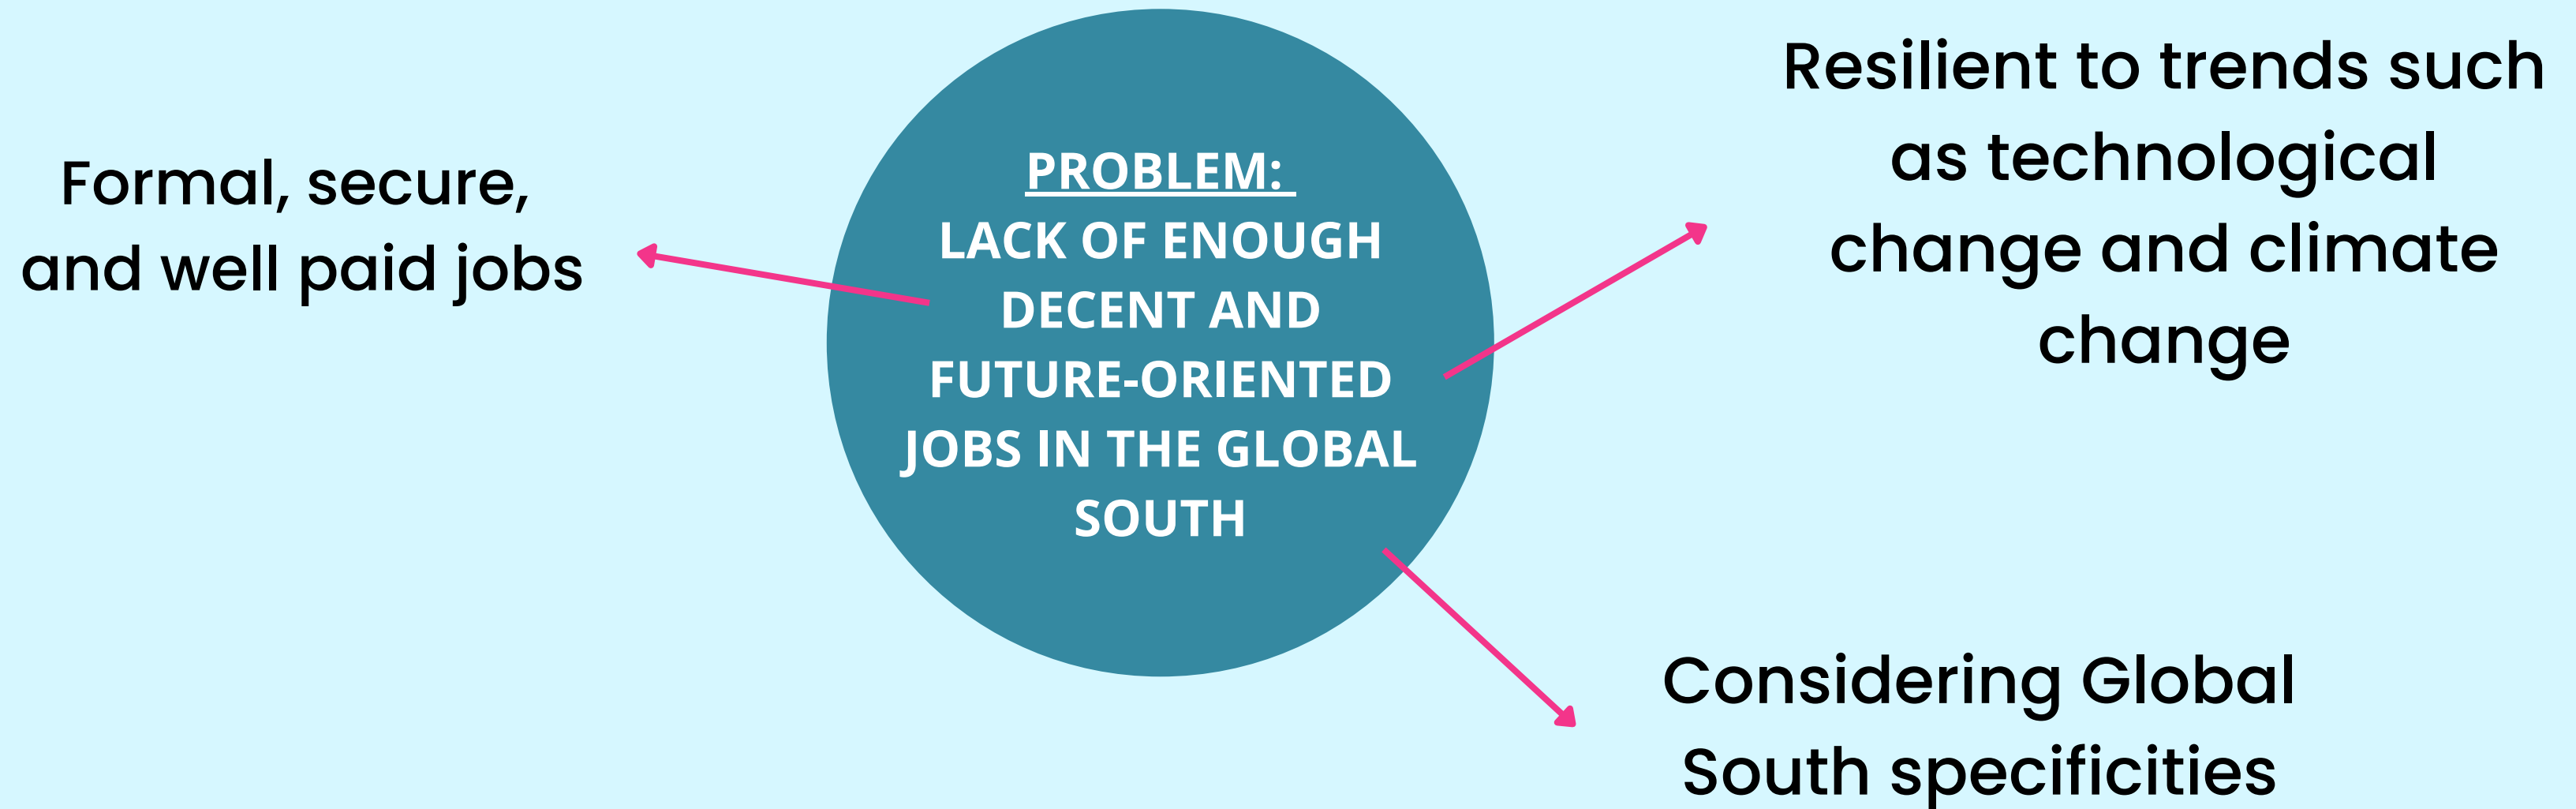 Formal, secure,
and well paid jobs
PROBLEM:
LACK OF ENOUGH
DECENT AND
FUTURE-ORIENTED
JOBS IN THE GLOBAL
SOUTH
Resilient to trends such
as technological
change and climate
change
Considering Global
South specificities